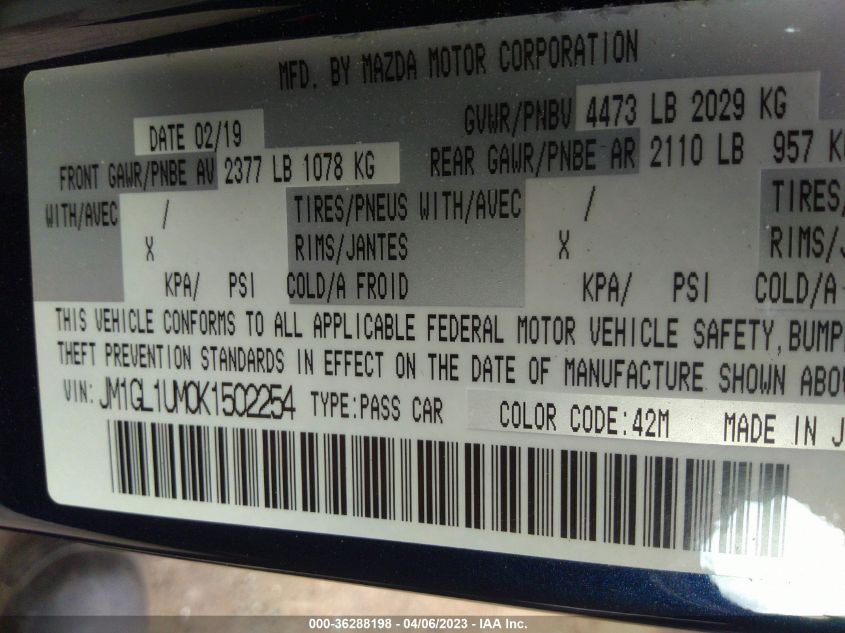 MFD. BY MAZDA MOTOR CORPORATION
DATE 02/19 GVWR/PNBV 4473 LB 2029 KG
FRONT GAWR/PNBE AV 2377 LB 1078 KG REAR GAWR/PNBE AR 2110 LB 957 K
WITH/AVEC / TIRES/PNEUS WITH/AVEC / TIRES/
X RIMS/JANTES X RIMS/J
KPA/ PSI COLD/A FROID KPA/ PSI COLD/A
THIS VEHICLE CONFORMS TO ALL APPLICABLE FEDERAL MOTOR VEHICLE SAFETY, BUMP
THEFT PREVENTION STANDARDS IN EFFECT ON THE DATE OF MANUFACTURE SHOWN ABO
VIN: JM1GL1UM0K1502254 TYPE:PASS CAR COLOR CODE:42M MADE IN J
000-36288198 - 04/06/2023 - IAA Inc.